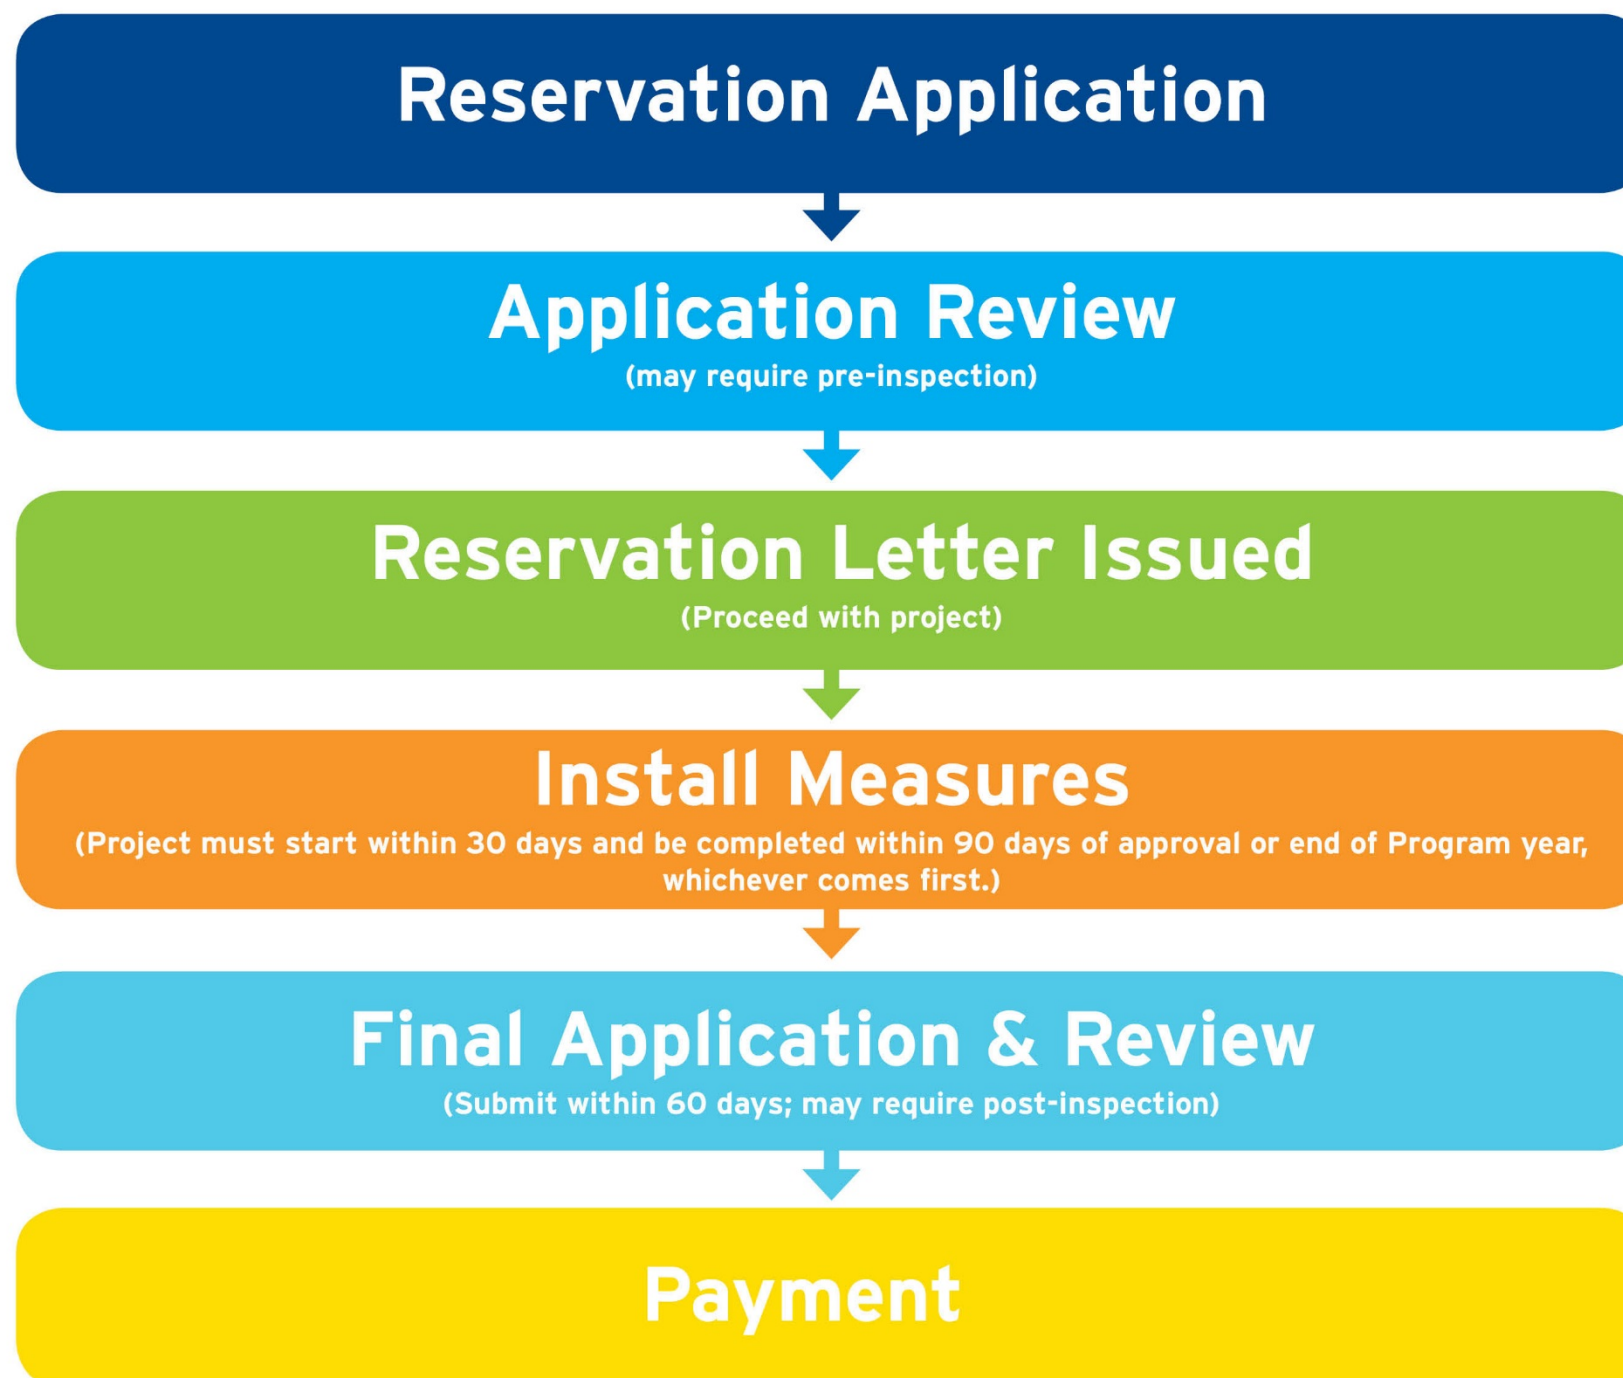 Reservation Application
Application Review
(may require pre-inspection)
Reservation Letter Issued
(Proceed with project)
Install Measures
(Project must start within 30 days and be completed within 90 days of approval or end of Program year,
whichever comes first.)
Final Application & Review
(Submit within 60 days; may require post-inspection)
Payment